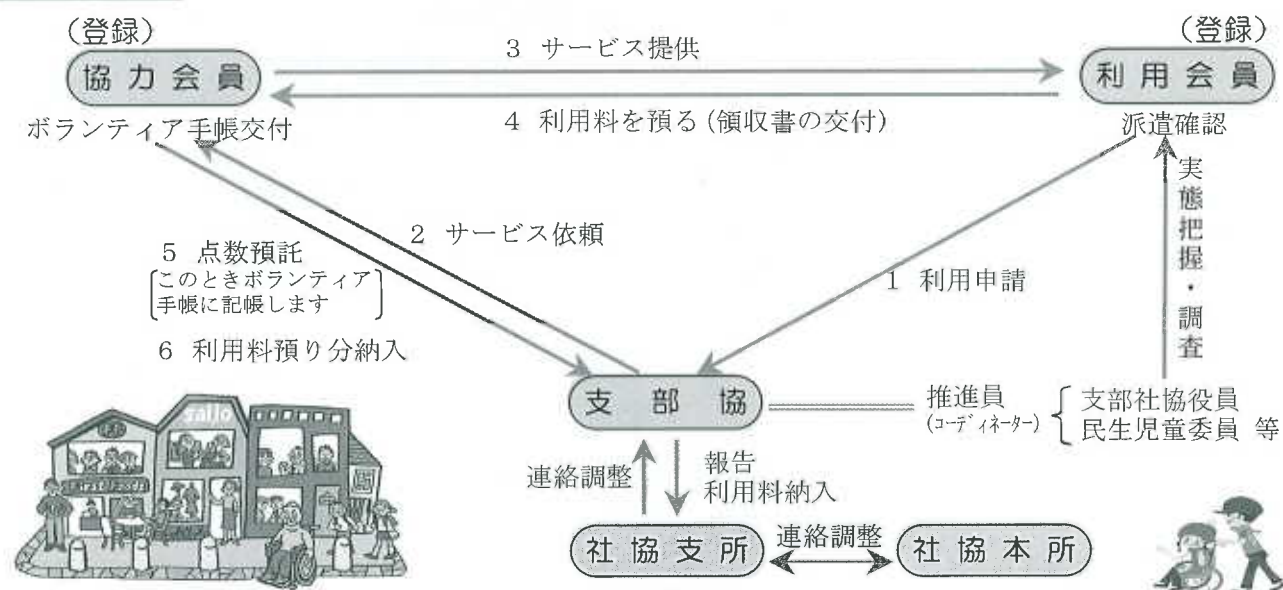 (登録)
(登録)
3 サービス提供
協力会員
利用会員
4 利用料を預る(領収書の交付)
ボランティア手帳交付
派遣確認
実態把握・調査
2 サービス依頼
5 点数預託
このときボランティア
手帳に記帳します
1 利用申請
6 利用料預り分納入
支部協
推進員
(コーディネーター)
支部社協役員
民生児童委員 等
連絡調整
報告
利用料納入
社協支所
連絡調整
社協本所